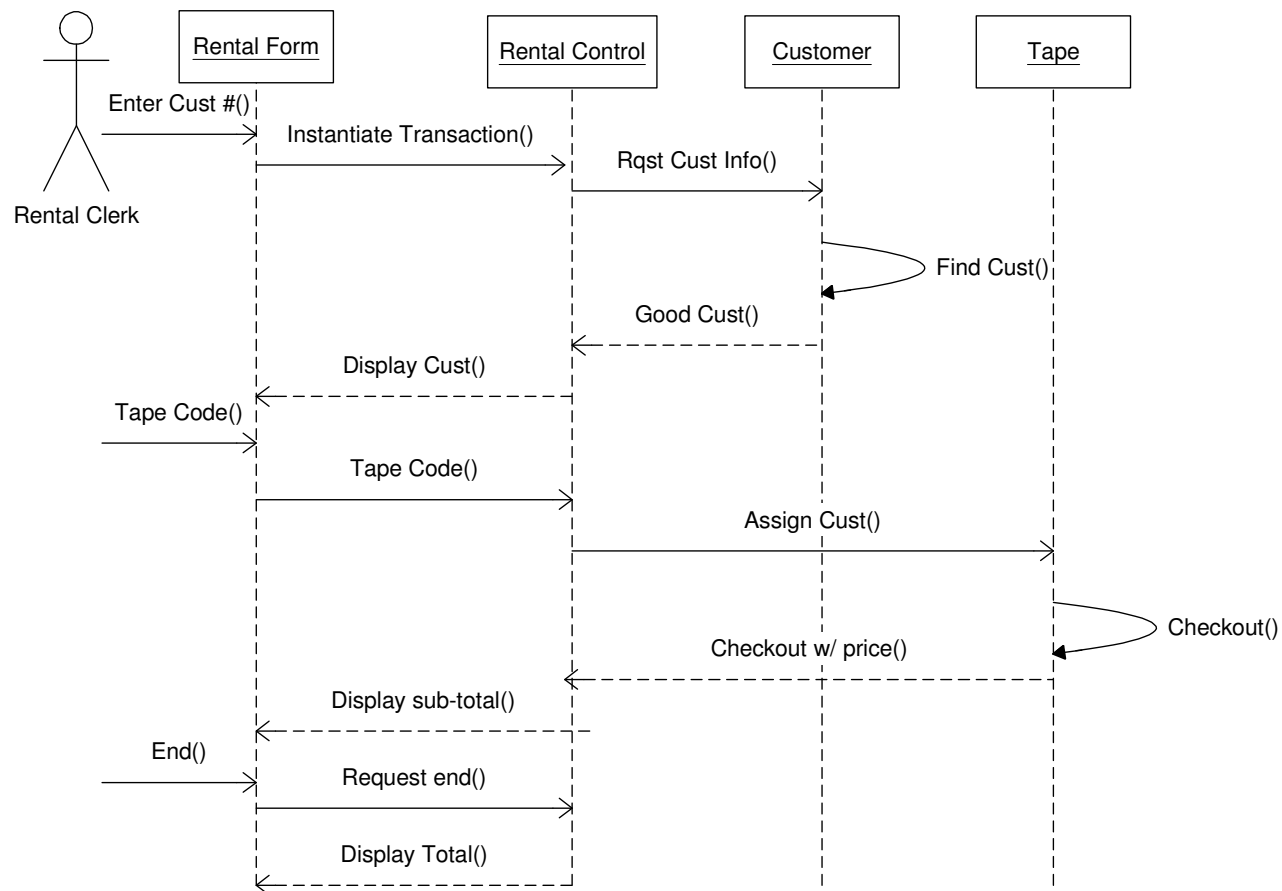 Rental Form
Rental Control
Customer
Tape
Enter Cust #()
Instantiate Transaction()
Rqst Cust Info()
Rental Clerk
Find Cust()
Good Cust()
Display Cust()
Tape Code()
Tape Code()
Assign Cust()
Checkout()
Checkout w/ price()
Display sub-total()
End()
Request end()
Display Total()